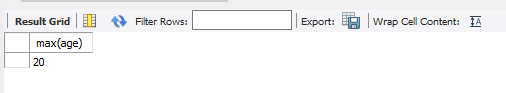 Result Grid Filter Rows: Export: Wrap Cell Content:
max(age)
20